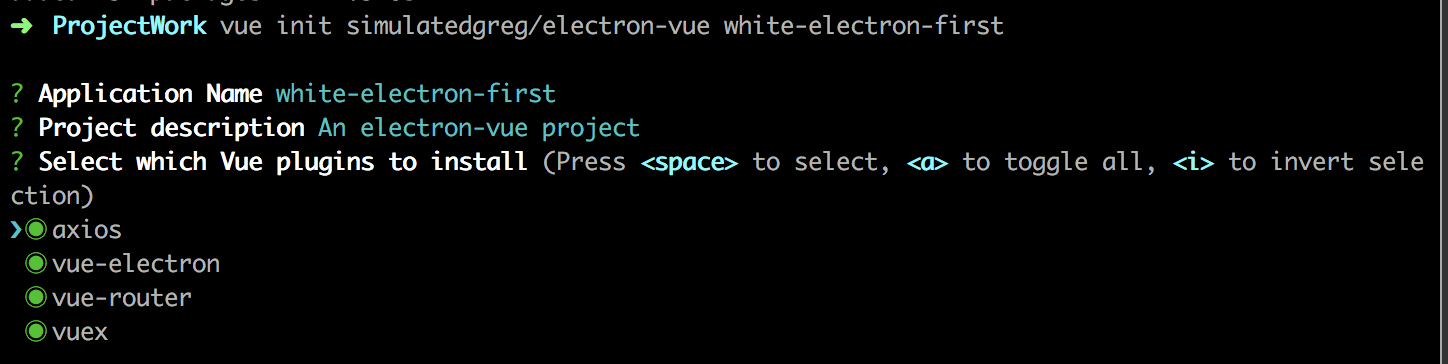 ➜ ProjectWork vue init simulatedgreg/electron-vue white-electron-first
? Application Name white-electron-first
? Project description An electron-vue project
? Select which Vue plugins to install (Press <space> to select, <a> to toggle all, <i> to invert sele
ction)
❯◉ axios
◉ vue-electron
◉ vue-router
◉ vuex